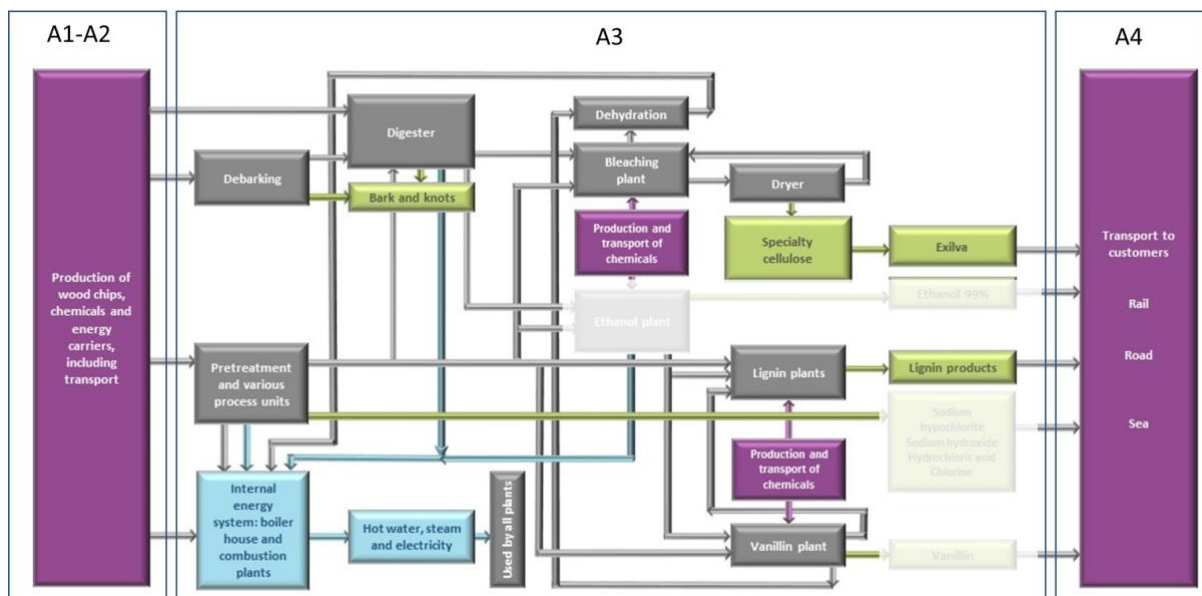 A1-A2
A3
A4
Production of
wood chips,
chemicals and
energy
carriers,
including
transport
Debarking
Digester
Bark and knots
Pretreatment
and various
process units
Internal
energy
system: boiler
house and
combustion
plants
Hot water, steam
and electricity
Used by all plants
Dehydration
Bleaching
plant
Production and
transport of
chemicals
Ethanol plant
Dryer
Specialty
cellulose
Lignin plants
Production and
transport of
chemicals
Vanillin plant
Exilva
Ethanol 99%
Lignin products
Sodium
hypochlorite
Sodium hydroxide
Hydrochloric acid
Chlorine
Vanillin
Transport to
customers
Rail
Road
Sea